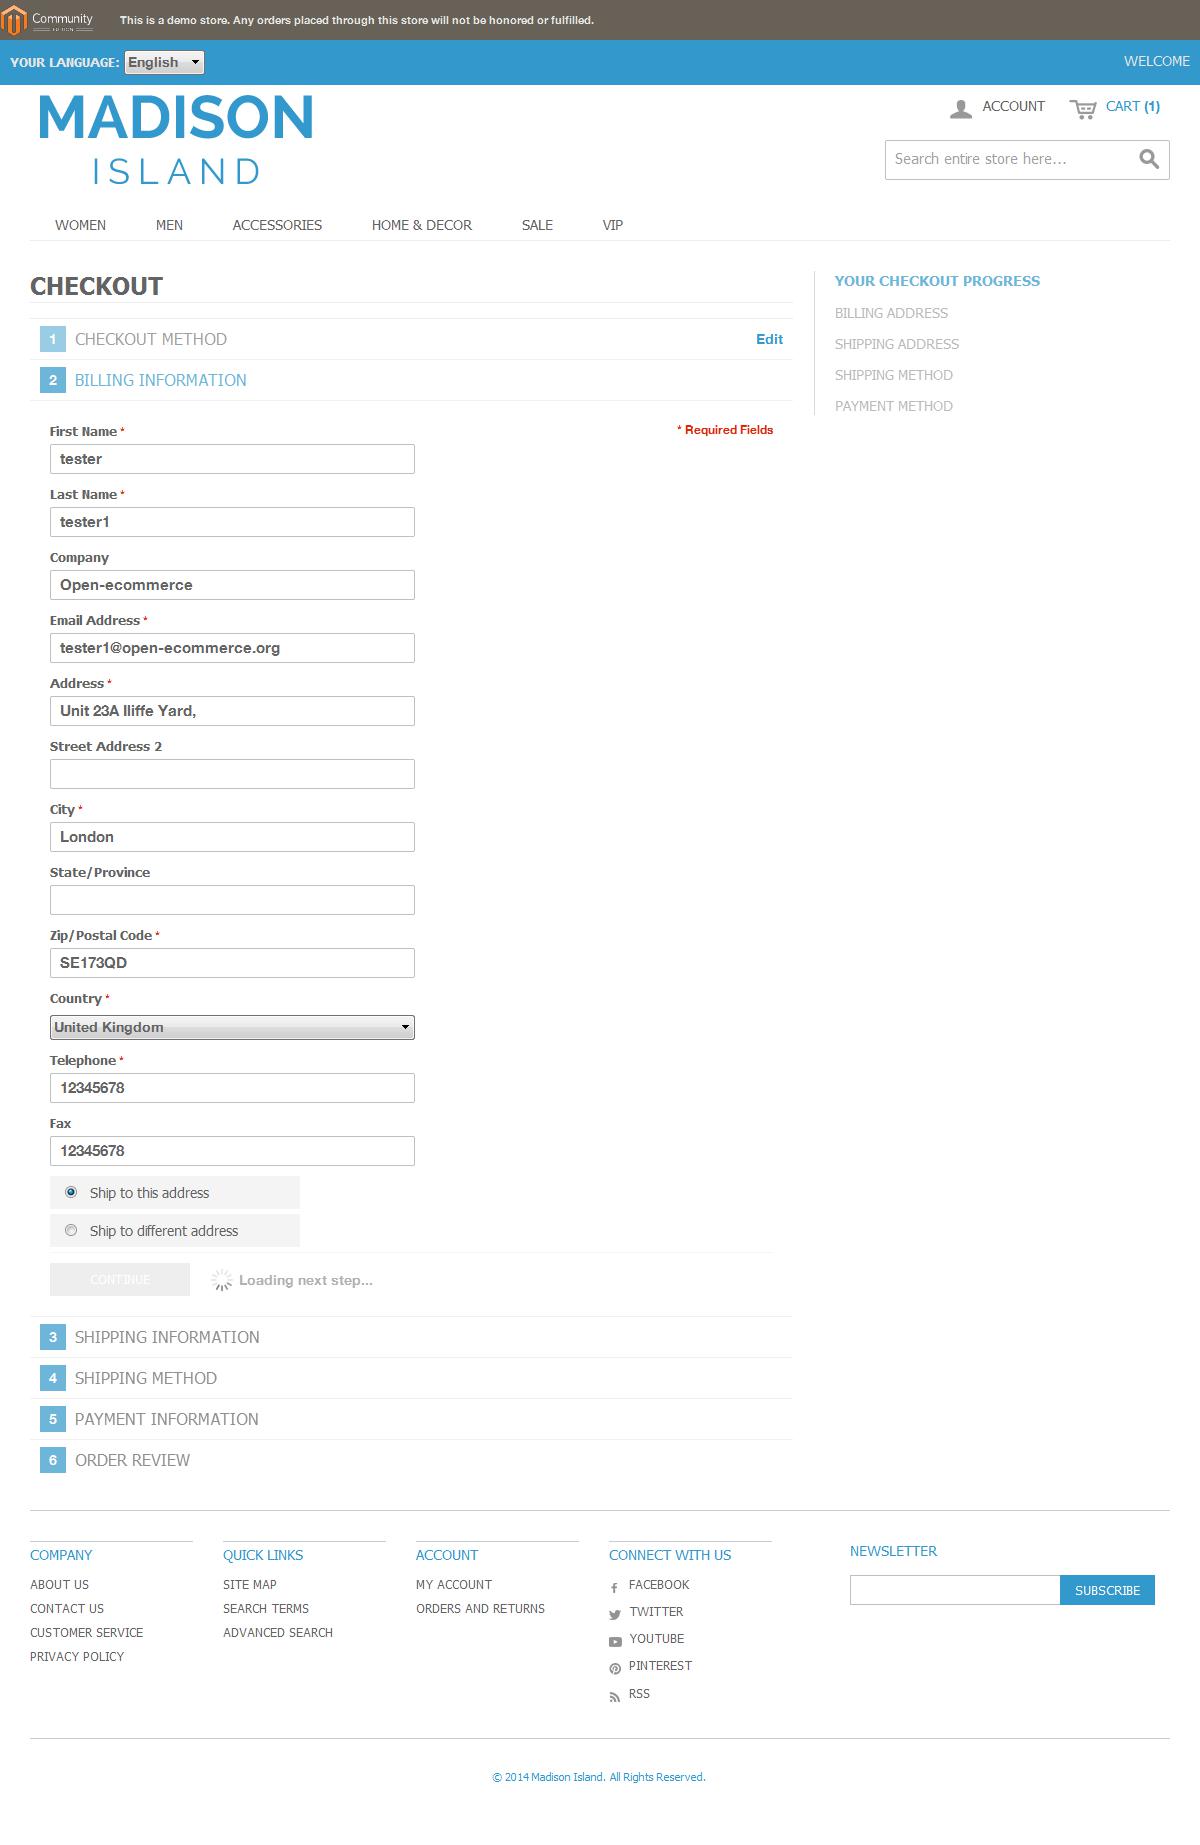 Community
EDITION
This is a demo store. Any orders placed through this store will not be honored or fulfilled.
YOUR LANGUAGE: English
WELCOME
MADISON
ISLAND
ACCOUNT
CART (1)
Search entire store here...
WOMEN MEN ACCESSORIES HOME & DECOR SALE VIP
CHECKOUT
1 CHECKOUT METHOD Edit
2 BILLING INFORMATION
* Required Fields
First Name *
tester
Last Name *
tester1
Company
Open-ecommerce
Email Address *
tester1@open-ecommerce.org
Address *
Unit 23A Iliffe Yard,
Street Address 2
City *
London
State/Province
Zip/Postal Code *
SE173QD
Country *
United Kingdom
Telephone *
12345678
Fax
12345678
Ship to this address
Ship to different address
CONTINUE Loading next step...
3 SHIPPING INFORMATION
4 SHIPPING METHOD
5 PAYMENT INFORMATION
6 ORDER REVIEW
YOUR CHECKOUT PROGRESS
BILLING ADDRESS
SHIPPING ADDRESS
SHIPPING METHOD
PAYMENT METHOD
COMPANY
ABOUT US
CONTACT US
CUSTOMER SERVICE
PRIVACY POLICY
QUICK LINKS
SITE MAP
SEARCH TERMS
ADVANCED SEARCH
ACCOUNT
MY ACCOUNT
ORDERS AND RETURNS
CONNECT WITH US
FACEBOOK
TWITTER
YOUTUBE
PINTEREST
RSS
NEWSLETTER
SUBSCRIBE
© 2014 Madison Island. All Rights Reserved.